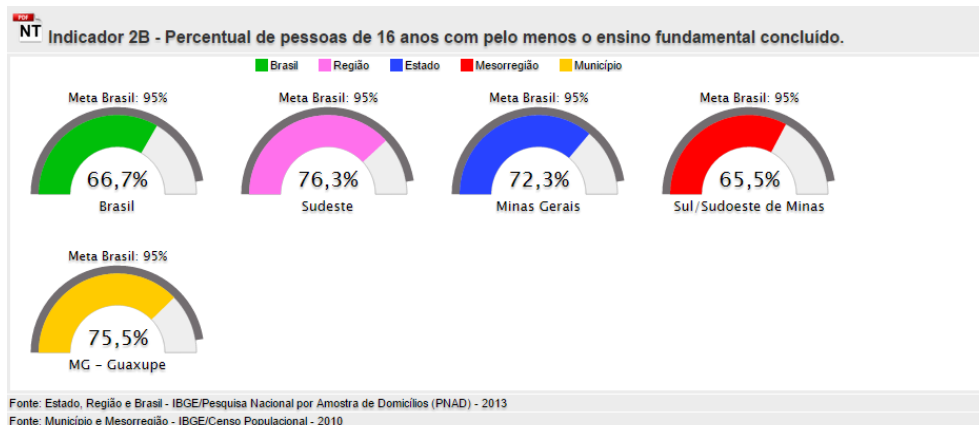 PDF
NT Indicador 2B - Percentual de pessoas de 16 anos com pelo menos o ensino fundamental concluído.
Brasil Região Estado Mesorregião Município
Meta Brasil: 95% Meta Brasil: 95% Meta Brasil: 95% Meta Brasil: 95%
66,7% 76,3% 72,3% 65,5%
Brasil Sudeste Minas Gerais Sul/Sudoeste de Minas
Meta Brasil: 95%
75,5%
MG - Guaxupe
Fonte: Estado, Região e Brasil - IBGE/Pesquisa Nacional por Amostra de Domicílios (PNAD) - 2013
Fonte: Município e Mesorregião - IBGE/Censo Populacional - 2010